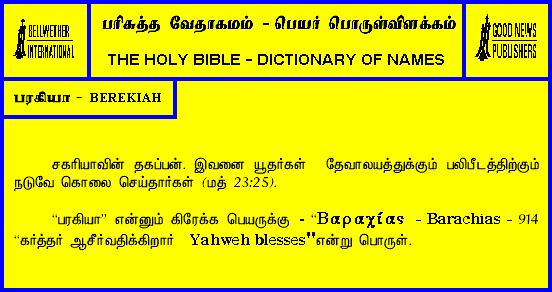 BELLWETHER
INTERNATIONAL
பரிசுத்த வேதாகமம் - பெயர் பொருள்விளக்கம்
THE HOLY BIBLE - DICTIONARY OF NAMES
GOOD NEWS
PUBLISHERS
பரகியா - BEREKIAH
சகரியாவின் தகப்பன். இவனை யூதர்கள் தேவாலயத்துக்கும் பலிபீடத்திற்கும்
நடுவே கொலை செய்தார்கள் (மத் 23:25).
“பரகியா” என்னும் கிரேக்க பெயருக்கு - “Βαραχίας - Barachias - 914
“கர்த்தர் ஆசீர்வதிக்கிறார் Yahweh blesses"என்று பொருள்.